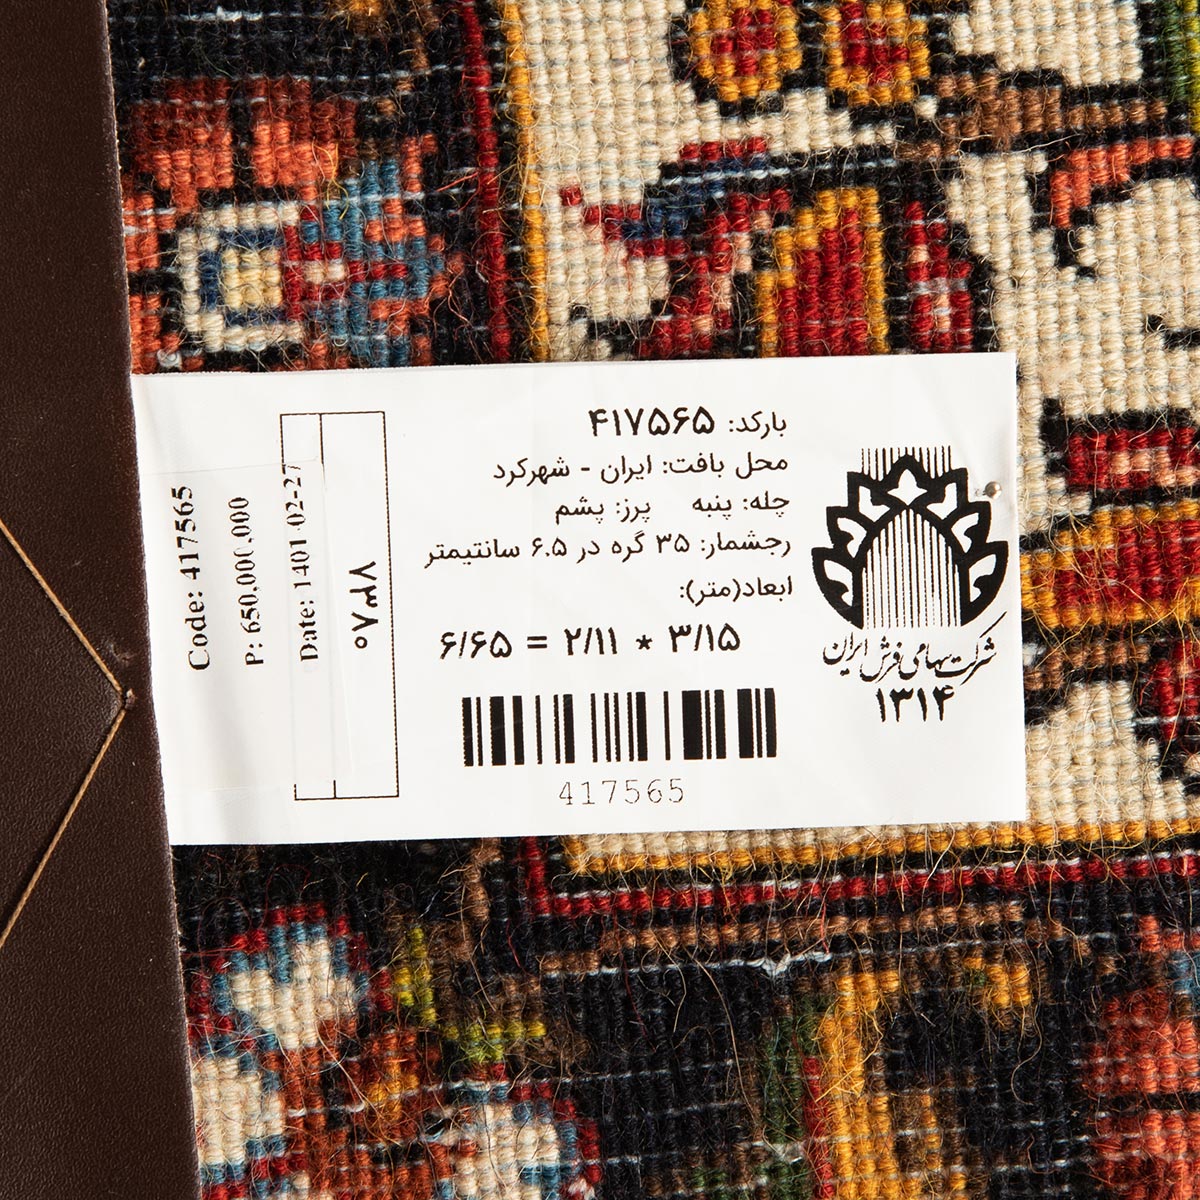 بارکد: ۴۱۷۵۶۵
محل بافت: ایران - شهرکرد
چله: پنبه پرز: پشم
رجشمار: ۳۵ گره در ۶.۵ سانتیمتر
ابعاد(متر):
۳/۱۵ * ۲/۱۱ = ۶/۶۵
417565
شرکت سهامی فرش ایران
۱۳۱۴
۷۳۸۰
Code: 417565
P: 650,000,000
Date: 1401-02-27